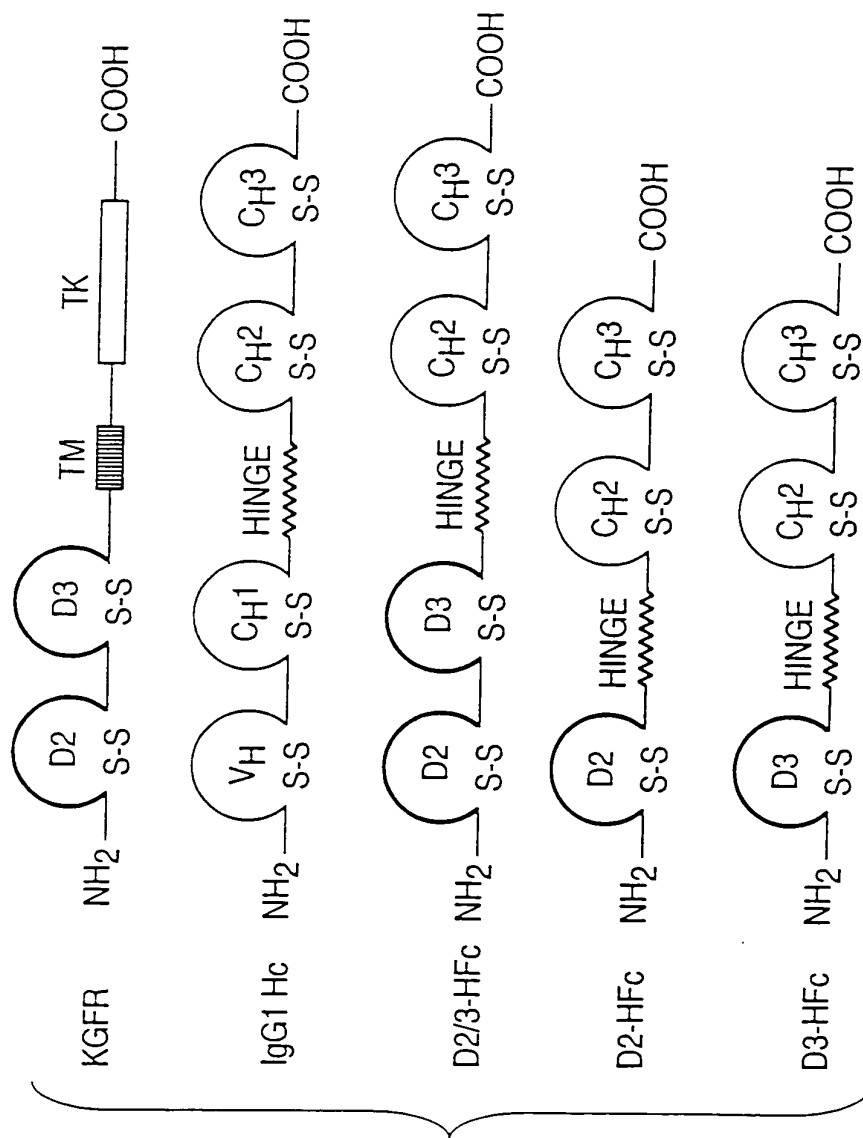 KGFR NH2 D2 S-S D3 S-S TM TK COOH
IgG1 Hc NH2 VH S-S CH1 S-S HINGE CH2 S-S CH3 S-S COOH
D2/3-HFc NH2 D2 S-S D3 S-S HINGE CH2 S-S CH3 S-S COOH
D2-HFc NH2 D2 S-S HINGE CH2 S-S CH3 S-S COOH
D3-HFc NH2 D3 S-S HINGE CH2 S-S CH3 S-S COOH